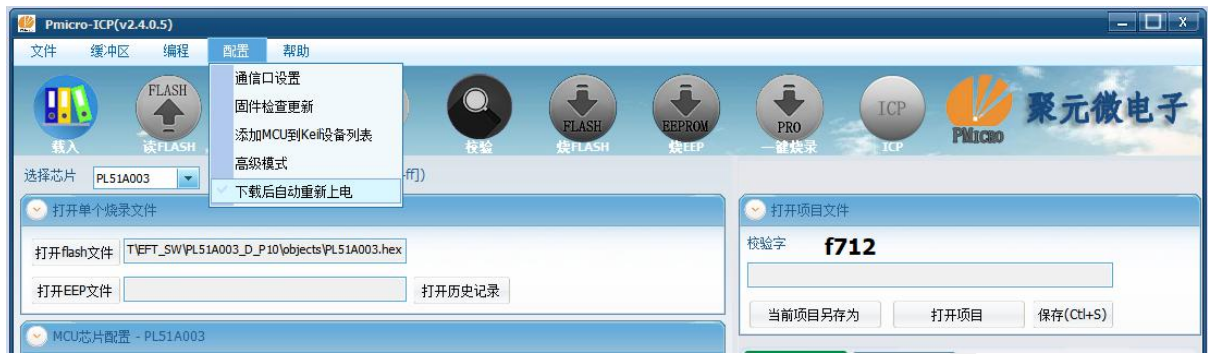 Pmicro-ICP(v2.4.0.5)
文件 缓冲区 编程 配置 帮助
通信口设置
固件检查更新
添加MCU到Keil设备列表
高级模式
下载后自动重新上电
载入 FLASH 读FLASH 校验 FLASH 烧FLASH EEPROM 烧EEP PRO 一键烧录 ICP ICP PMicro 聚元微电子
选择芯片 PL51A003 -ff])
打开单个烧录文件
打开flash文件 T\EFT_SW\PL51A003_D_P10\objects\PL51A003.hex
打开EEP文件 打开历史记录
MCU芯片配置 - PL51A003
打开项目文件
校验字 f712
当前项目另存为 打开项目 保存(Ctl+S)